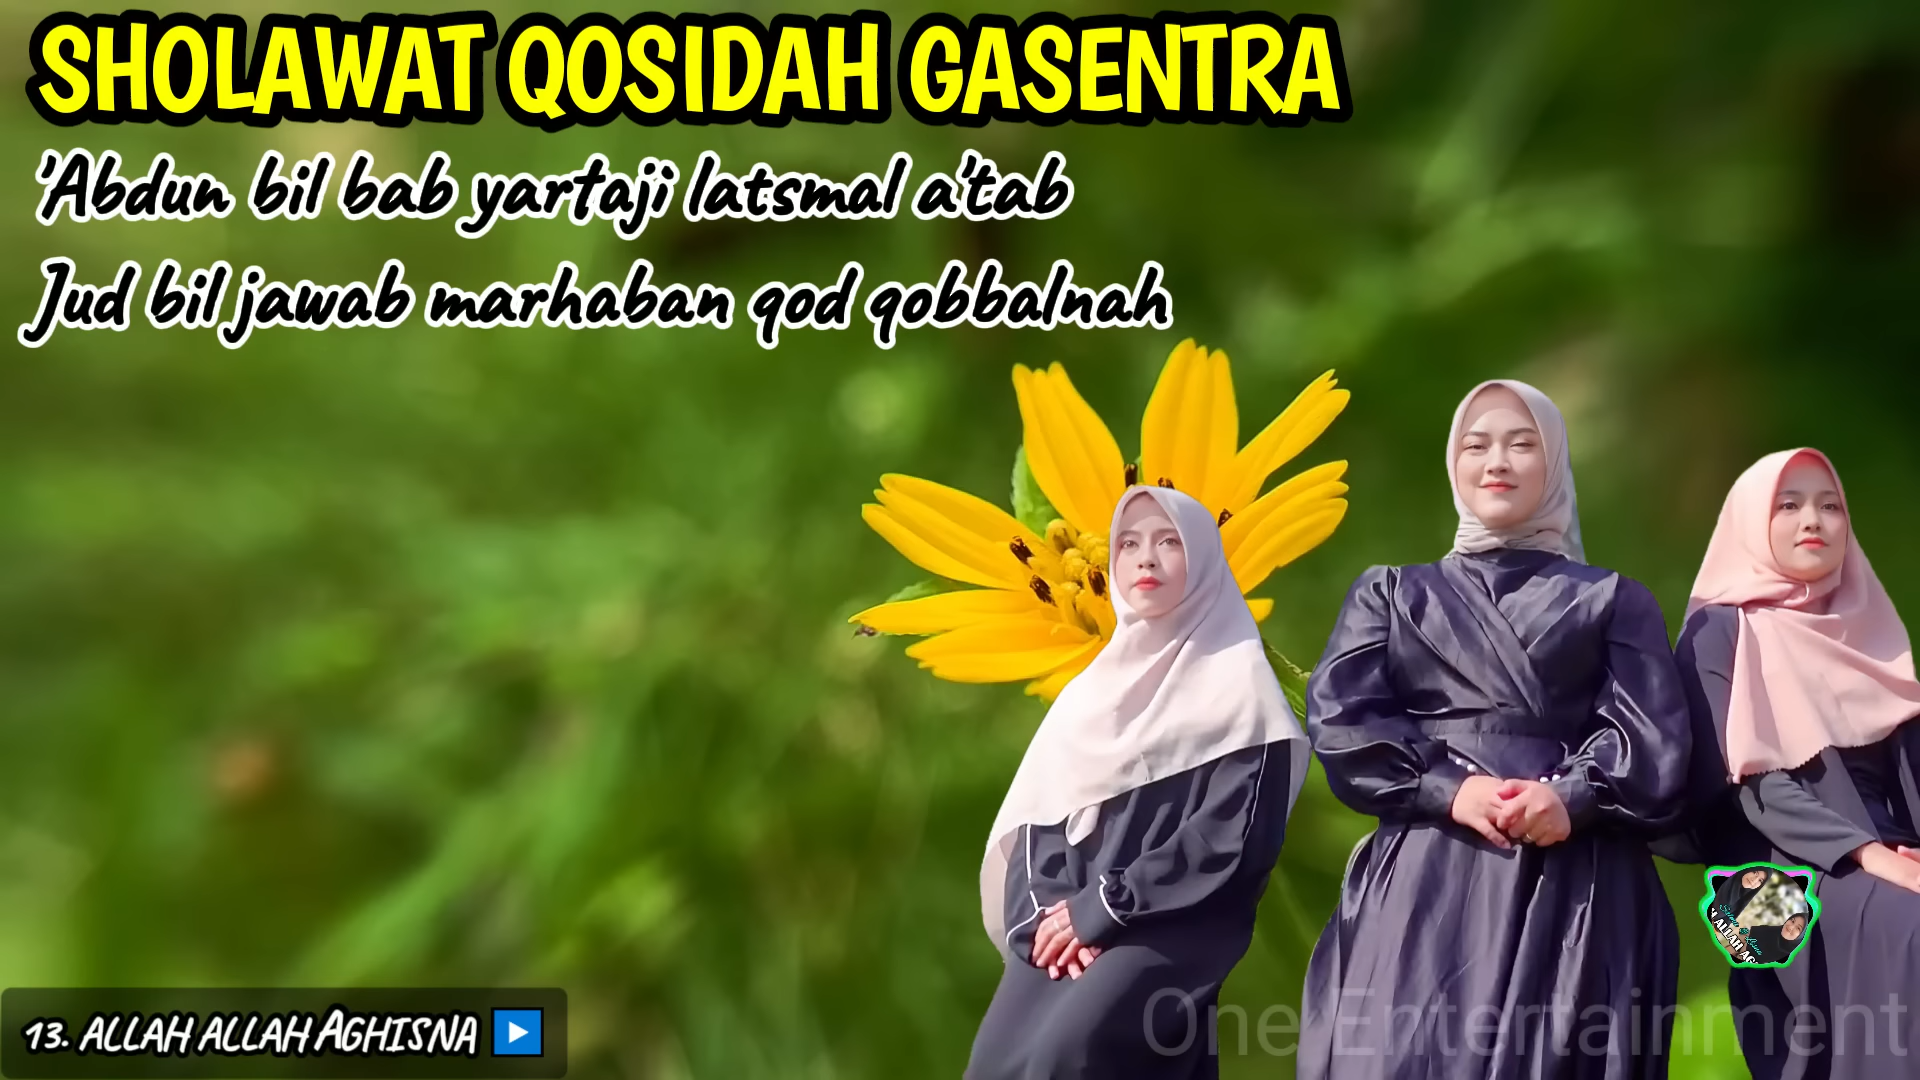 SHOLAWAT QOSIDAH GASENTRA
'Abdun bil bab yartaji latsmal a'tab
Jud bil jawab marhaban qod qobbalnah
13. ALLAH ALLAH AGHISNA
One Entertainment